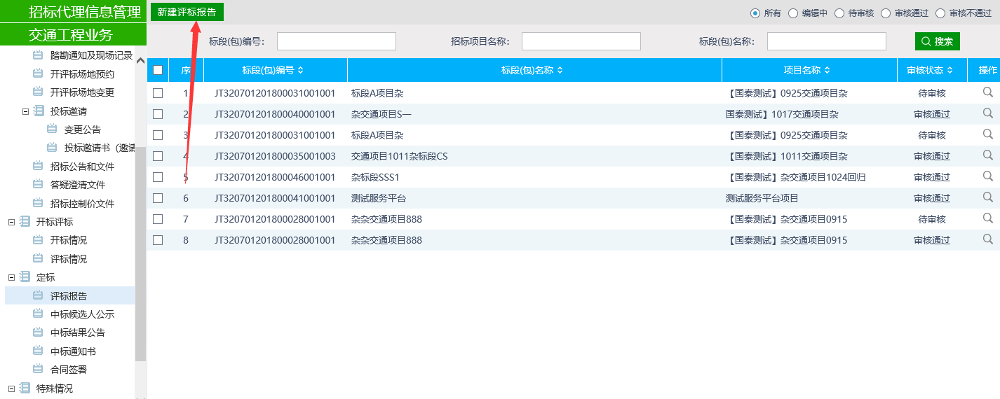 招标代理信息管理
交通工程业务
踏勘通知及现场记录
开评标场地预约
开评标场地变更
投标邀请
变更公告
投标邀请书（邀请
招标公告和文件
答疑澄清文件
招标控制价文件
开标评标
开标情况
评标情况
定标
评标报告
中标候选人公示
中标结果公告
中标通知书
合同签署
特殊情况
新建评标报告
所有 编辑中 待审核 审核通过 审核不通过
标段(包)编号： 招标项目名称： 标段(包)名称： 搜索
序 标段(包)编号 标段(包)名称 项目名称 审核状态 操作
1 JT320701201800031001001 标段A项目杂 【国泰测试】0925交通项目杂 待审核
2 JT320701201800040001001 杂交通项目S一 国泰测试】1017交通项目杂 审核通过
3 JT320701201800031001001 标段A项目杂 【国泰测试】0925交通项目杂 待审核
4 JT320701201800035001003 交通项目1011杂标段CS 【国泰测试】1011交通项目杂 审核通过
5 JT320701201800046001001 杂标段SSS1 【国泰测试】杂交通项目1024回归 审核通过
6 JT320701201800041001001 测试服务平台 测试服务平台项目 审核通过
7 JT320701201800028001001 杂杂交通项目888 【国泰测试】杂交通项目0915 待审核
8 JT320701201800028001001 杂杂交通项目888 【国泰测试】杂交通项目0915 审核通过